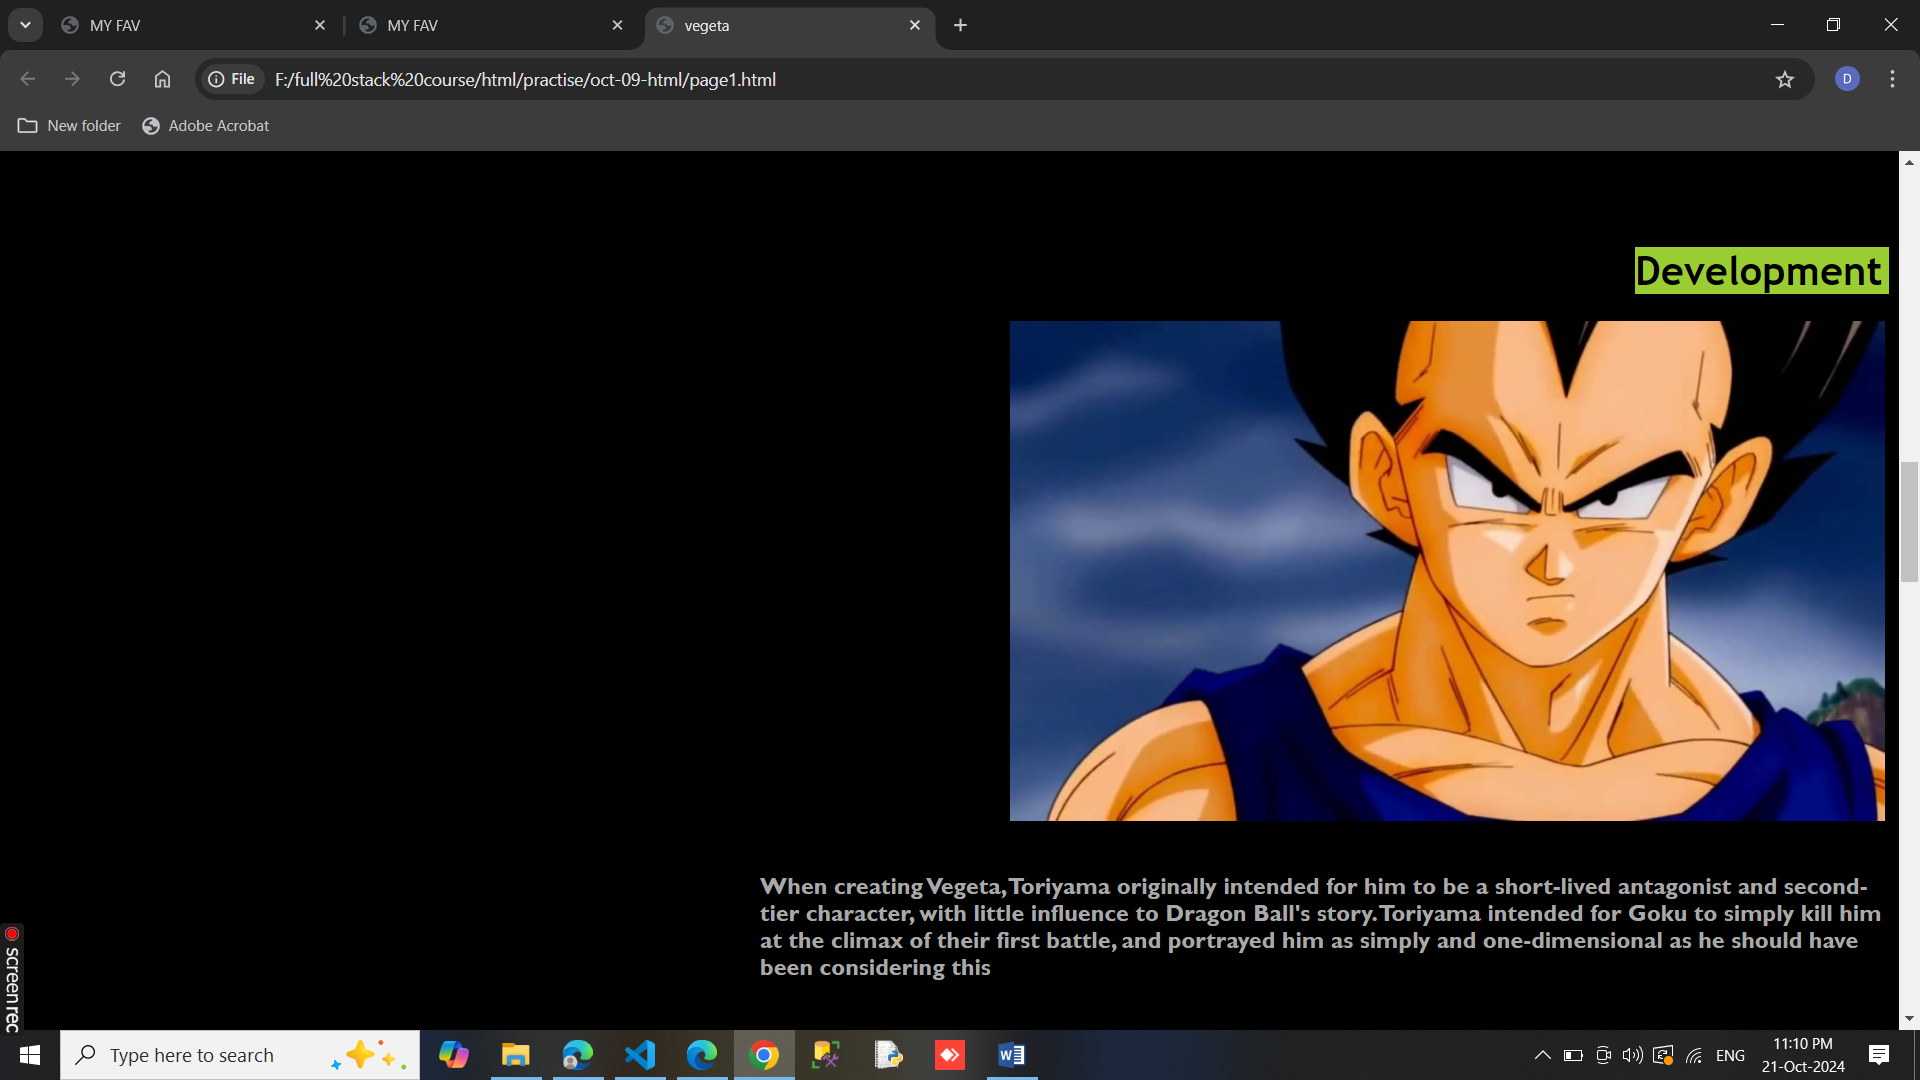 MY FAV
MY FAV
vegeta
File
F:/full%20stack%20course/html/practise/oct-09-html/page1.html
D
New folder
Adobe Acrobat
Development
When creating Vegeta, Toriyama originally intended for him to be a short-lived antagonist and second-
tier character, with little influence to Dragon Ball's story. Toriyama intended for Goku to simply kill him
at the climax of their first battle, and portrayed him as simply and one-dimensional as he should have
been considering this
screenrec
Type here to search
ENG
11:10 PM
21-Oct-2024